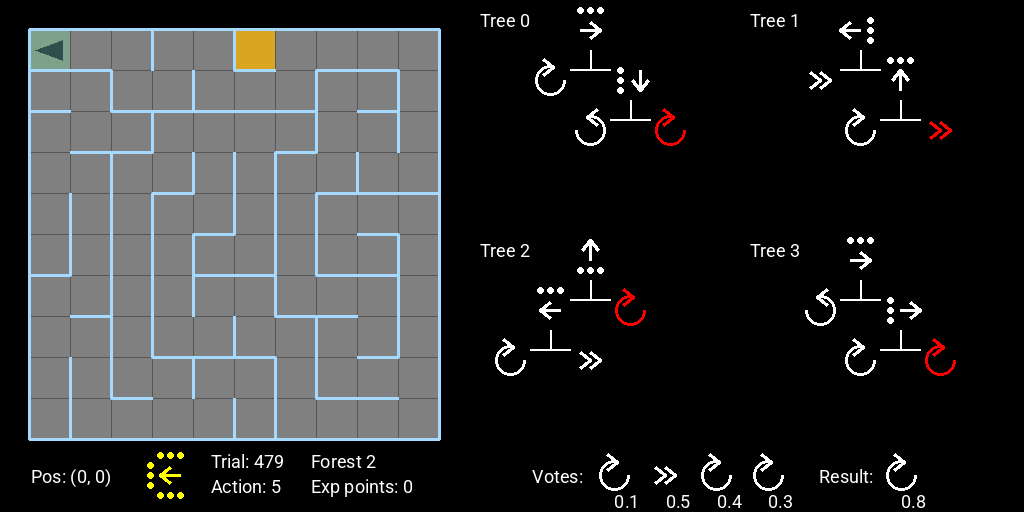 Tree 0
Tree 1
Tree 2
Tree 3
Pos: (0, 0)
Trial: 479
Forest 2
Action: 5
Exp points: 0
Votes:
0.1
0.5
0.4
0.3
Result:
0.8